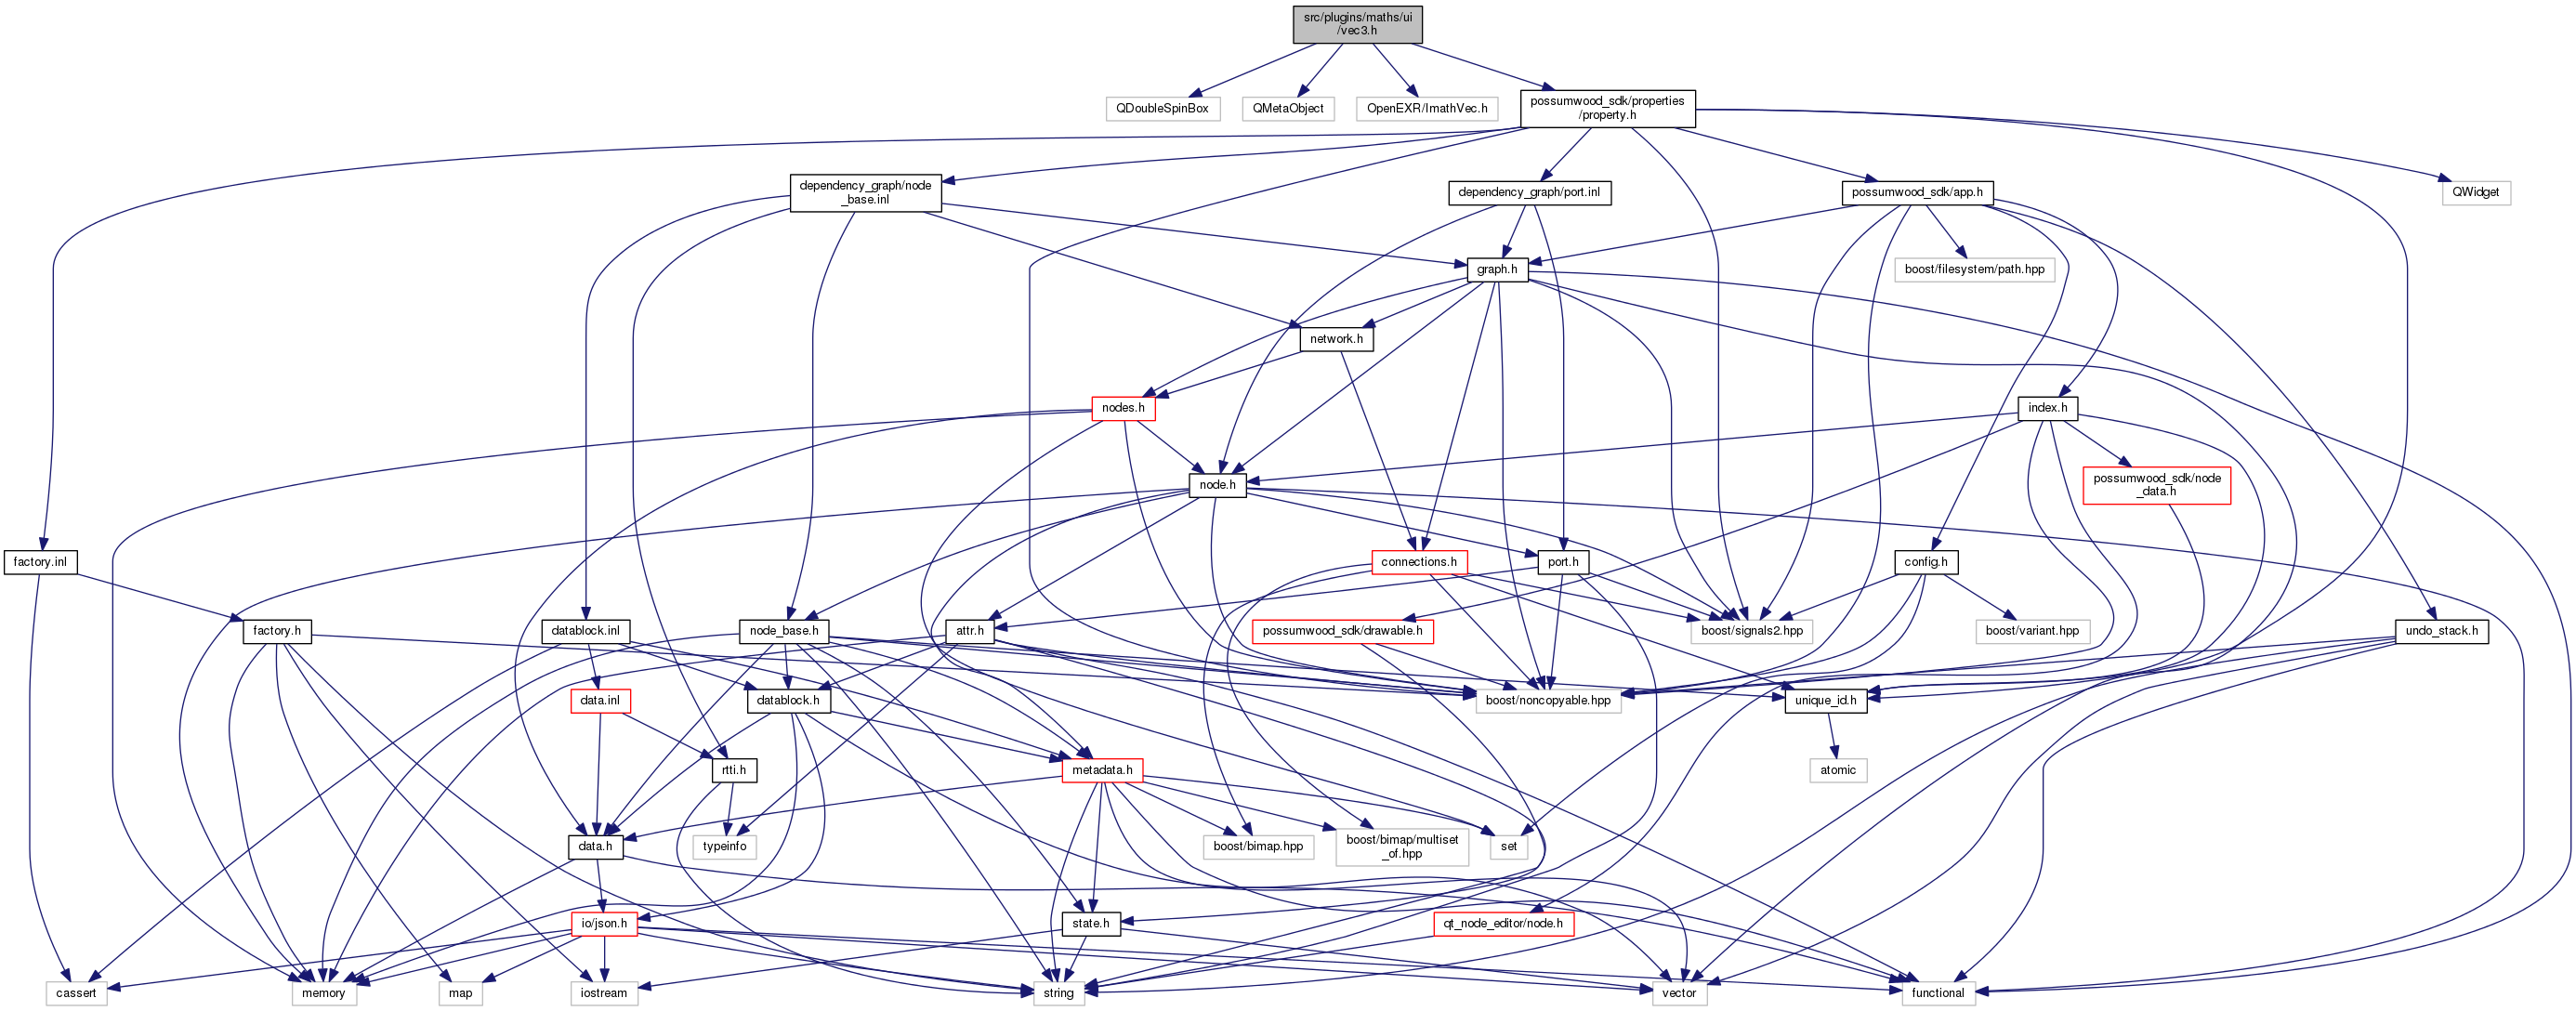 src/plugins/maths/ui
/vec3.h
QDoubleSpinBox
QMetaObject
OpenEXR/ImathVec.h
possumwood_sdk/properties
/property.h
dependency_graph/node
_base.inl
dependency_graph/port.inl
possumwood_sdk/app.h
QWidget
graph.h
boost/filesystem/path.hpp
network.h
nodes.h
index.h
node.h
possumwood_sdk/node
_data.h
factory.inl
connections.h
port.h
config.h
factory.h
datablock.inl
node_base.h
attr.h
possumwood_sdk/drawable.h
boost/signals2.hpp
boost/variant.hpp
undo_stack.h
data.inl
datablock.h
boost/noncopyable.hpp
unique_id.h
rtti.h
metadata.h
atomic
data.h
typeinfo
boost/bimap.hpp
boost/bimap/multiset
_of.hpp
set
io/json.h
state.h
qt_node_editor/node.h
cassert
memory
map
iostream
string
vector
functional